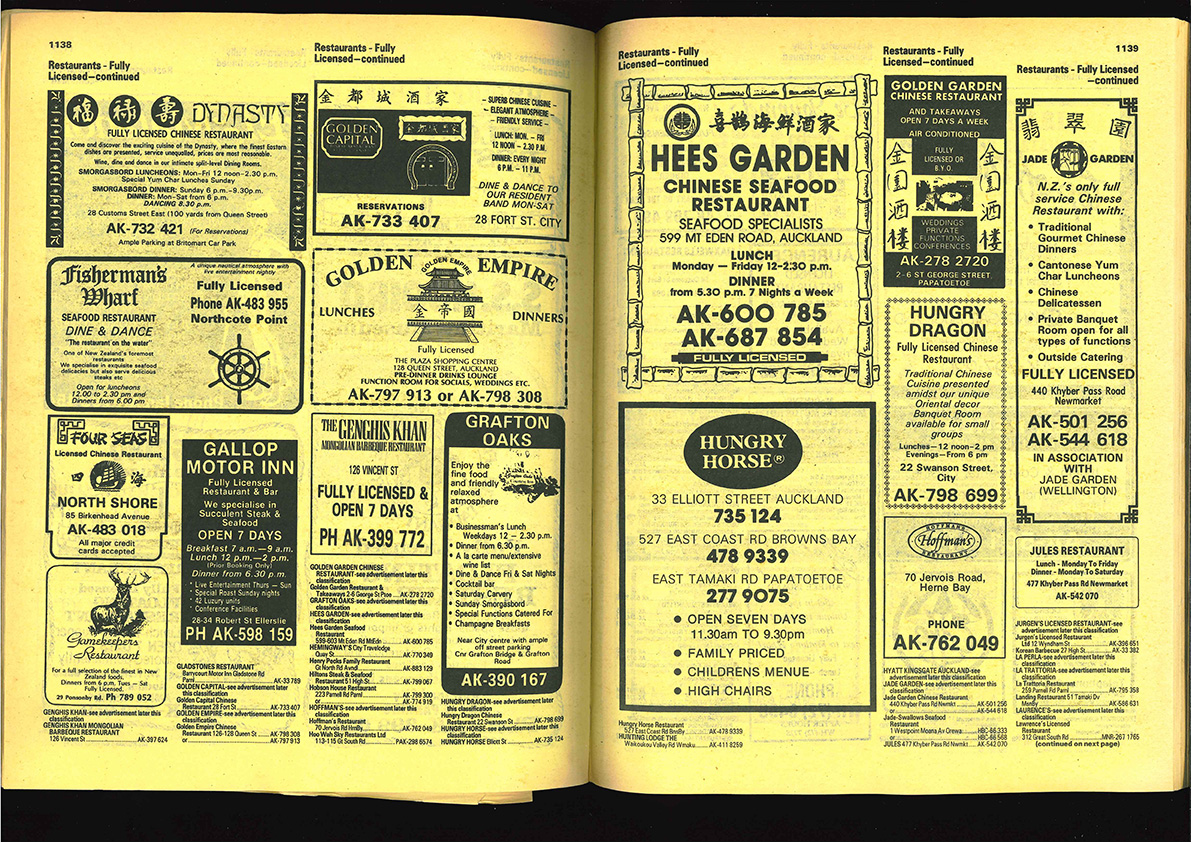 1138
Restaurants - Fully
Licensed—continued
福 祿 壽 DYNASTY
FULLY LICENSED CHINESE RESTAURANT
Come and discover the exciting cuisine of the Dynasty, where the finest Eastern
dishes are presented, service unequalled, prices are most reasonable.
Wine, dine and dance in our intimate split-level Dining Rooms.
SMORGASBORD LUNCHEONS: Mon-Fri 12 noon-2.30 p.m.
Special Yum Char Lunches Sunday
SMORGASBORD DINNER: Sunday 6 p.m.-9.30p.m.
DINNER: Mon-Sat from 6 p.m.
DANCING 8.30 p.m.
28 Customs Street East (100 yards from Queen Street)
AK-732 421 (For Reservations)
Ample Parking at Britomart Car Park
Fisherman's
Wharf
SEAFOOD RESTAURANT
DINE & DANCE
"The restaurant on the water"
One of New Zealand's foremost
restaurants
We specialise in exquisite seafood
delicacies but also serve delicious
steaks etc
Open for luncheons
12.00 to 2.30 pm and
Dinners from 6.00 pm
A unique nautical atmosphere with
live entertainment nightly
Fully Licensed
Phone AK-483 955
Northcote Point
FOUR SEAS
Licensed Chinese Restaurant
四 海
NORTH SHORE
85 Birkenhead Avenue
AK-483 018
All major credit
cards accepted
Gamekeepers
Restaurant
For a full selection of the finest in New
Zealand foods.
Dinners from 6 p.m. Tues — Sat
Fully Licensed.
29 Ponsonby Rd. Ph 789 052
GENGHIS KHAN-see advertisement later this
classification
GENGHIS KHAN MONGOLIAN
BARBEQUE RESTAURANT
126 Vincent St ....AK-397 624
GALLOP
MOTOR INN
Fully Licensed
Restaurant & Bar
We specialise in
Succulent Steak &
Seafood
OPEN 7 DAYS
Breakfast 7 a.m.—9 a.m.
Lunch 12 p.m.—2 p.m.
(Prior Booking Only)
Dinner from 6.30 p.m.
· Live Entertainment Thurs — Sun
· Special Roast Sunday nights
· 42 Luxury units
· Conference Facilities
28-34 Robert St Ellerslie
PH AK-598 159
GLADSTONES RESTAURANT
Barrycourt Motor Inn Gladstone Rd
Parnl ....AK-33 789
GOLDEN CAPITAL-see advertisement later
this classification
Golden Capital Chinese
Restaurant 28 Fort St ....AK-733 407
GOLDEN EMPIRE-see advertisement later this
classification
Golden Empire Chinese
Restaurant 126-128 Queen St ....AK-798 308
or ....AK-797 913
Restaurants - Fully
Licensed—continued
金 都 城 酒 家
GOLDEN
CAPITAL
– SUPERB CHINESE CUISINE –
– ELEGANT ATMOSPHERE –
– FRIENDLY SERVICE –
LUNCH: MON. – FRI
12 NOON – 2.30 P.M.
DINNER: EVERY NIGHT
6 P.M. – 11 P.M.
DINE & DANCE TO
OUR RESIDENT
BAND MON-SAT
RESERVATIONS
AK-733 407
28 FORT ST. CITY
GOLDEN EMPIRE
GOLDEN EMPIRE
LUNCHES
DINNERS
金 帝 國
Fully Licensed
THE PLAZA SHOPPING CENTRE
128 QUEEN STREET, AUCKLAND
PRE-DINNER DRINKS LOUNGE
FUNCTION ROOM FOR SOCIALS, WEDDINGS ETC.
AK-797 913 or AK-798 308
THE GENGHIS KHAN
MONGOLIAN BARBEQUE RESTAURANT
126 VINCENT ST
FULLY LICENSED &
OPEN 7 DAYS
PH AK-399 772
GOLDEN GARDEN CHINESE
RESTAURANT-see advertisement later this
classification
Golden Garden Restaurant &
Takeaways 2-6 George St Ptoe ....AK-278 2720
GRAFTON OAKS-see advertisement later this
classification
HEES GARDEN-see advertisement later this
classification
Hees Garden Seafood
Restaurant
599-603 Mt Eden Rd MtEdn ....AK-600 785
HEMINGWAY'S City Travelodge
Quay St ....AK-770 349
Henry Pecks Family Restaurant
Gt North Rd Avndl ....AK-883 129
Hiltons Steak & Seafood
Restaurant 51 High St ....AK-799 067
Hobson House Restaurant
223 Parnell Rd Parnl ....AK-799 300
or ....AK-774 919
HOFFMAN'S-see advertisement later this
classification
Hoffman's Restaurant
70 Jervois Rd HrnBy ....AK-762 049
Hoo Wah Sky Restaurants Ltd
113-115 Gt South Rd ....PAK-298 6574
GRAFTON
OAKS
Enjoy the
fine food
and friendly
relaxed
atmosphere
at
Grafton Oaks
• Businessman's Lunch
Weekdays 12 – 2.30 p.m.
• Dinner from 6.30 p.m.
• A la carte menu/extensive
wine list
• Dine & Dance Fri & Sat Nights
• Cocktail bar
• Saturday Carvery
• Sunday Smorgasbord
• Special Functions Catered For
• Champagne Breakfasts
Near City centre with ample
off street parking
Cnr Grafton Bridge & Grafton
Road
AK-390 167
HUNGRY DRAGON-see advertisement later this
classification
Hungry Dragon Chinese
Restaurant 22 Swanson St ....AK-798 699
HUNGRY HORSE-see advertisement later this
classification
HUNGRY HORSE Elliott St ....AK-735 124
Restaurants - Fully
Licensed—continued
喜鵲海鮮酒家
HEES GARDEN
CHINESE SEAFOOD
RESTAURANT
SEAFOOD SPECIALISTS
599 MT EDEN ROAD, AUCKLAND
LUNCH
Monday — Friday 12-2.30 p.m.
DINNER
from 5.30 p.m. 7 Nights a Week
AK-600 785
AK-687 854
FULLY LICENSED
HUNGRY
HORSE®
33 ELLIOTT STREET AUCKLAND
735 124
527 EAST COAST RD BROWNS BAY
478 9339
EAST TAMAKI RD PAPATOETOE
277 9075
• OPEN SEVEN DAYS
11.30am TO 9.30pm
• FAMILY PRICED
• CHILDRENS MENUE
• HIGH CHAIRS
Hungry Horse Restaurant
527 East Coast Rd BrnsBy ....AK-478 9339
HUNTING LODGE THE
Waikoukou Valley Rd Wmaku ....AK-411 8259
Restaurants - Fully
Licensed—continued
GOLDEN GARDEN
CHINESE RESTAURANT
AND TAKEAWAYS
OPEN 7 DAYS A WEEK
AIR CONDITIONED
FULLY
LICENSED OR
B.Y.O.
金園酒楼
金園酒楼
WEDDINGS
PRIVATE
FUNCTIONS
CONFERENCES
AK-278 2720
2-6 ST GEORGE STREET,
PAPATOETOE
HUNGRY
DRAGON
Fully Licensed Chinese
Restaurant
Traditional Chinese
Cuisine presented
amidst our unique
Oriental decor
Banquet Room
available for small
groups
Lunches—12 noon-2 pm
Evenings—From 6 pm
22 Swanson Street,
City
AK-798 699
HOFFMANS
Hoffman's
RESTAURANT
70 Jervois Road,
Herne Bay
PHONE
AK-762 049
HYATT KINGSGATE AUCKLAND-see
advertisement later this classification
JADE GARDEN-see advertisement later this
classification
Jade Garden Chinese Restaurant
440 Khyber Pass Rd Nwmkt ....AK-501 256
or ....AK-544 618
Jade-Swallows Seafood
Restaurant
1 Westpoint Moana Av Orewa ....HBC-66 333
or ....HBC-66 568
JULES 477 Khyber Pass Rd Nwmkt ....AK-542 070
1139
Restaurants - Fully Licensed
—continued
翡 翠 園
JADE GARDEN
N.Z.'s only full
service Chinese
Restaurant with:
• Traditional
Gourmet Chinese
Dinners
• Cantonese Yum
Char Luncheons
• Chinese
Delicatessen
• Private Banquet
Room open for all
types of functions
• Outside Catering
FULLY LICENSED
440 Khyber Pass Road
Newmarket
AK-501 256
AK-544 618
IN ASSOCIATION
WITH
JADE GARDEN
(WELLINGTON)
JULES RESTAURANT
Lunch - Monday To Friday
Dinner - Monday To Saturday
477 Khyber Pass Rd Newmarket
AK-542 070
JURGEN'S LICENSED RESTAURANT-see
advertisement later this classification
Jurgen's Licensed Restaurant
Ltd 12 Wyndham St ....AK-396 651
Korean Barbecue 27 High St ....AK-33 382
LA PERLA-see advertisement later this
classification
LA TRATTORIA-see advertisement later this
classification
La Trattoria Restaurant
259 Parnell Rd Parnl ....AK-795 358
Landing Restaurant 51 Tamaki Dv
MsnBy ....AK-586 631
LAURENCE'S-see advertisement later this
classification
Lawrence's Licensed
Restaurant
312 Great South Rd ....MNR-267 1765
(continued on next page)